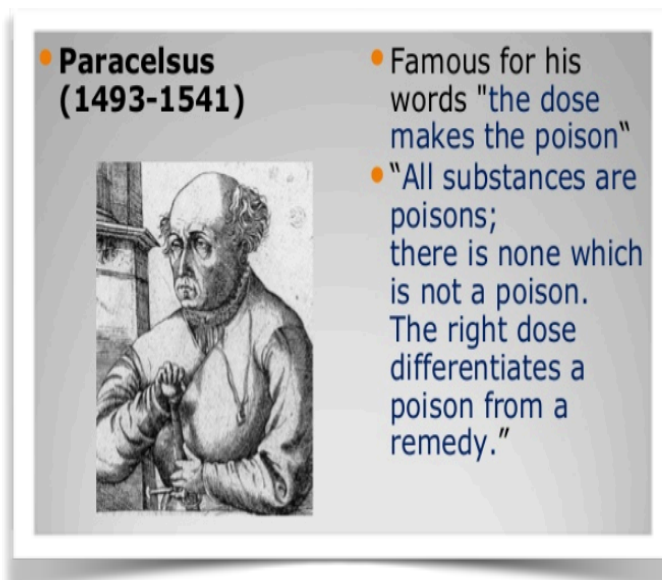 • Paracelsus
(1493-1541)
• Famous for his
words "the dose
makes the poison"
• "All substances are
poisons;
there is none which
is not a poison.
The right dose
differentiates a
poison from a
remedy."